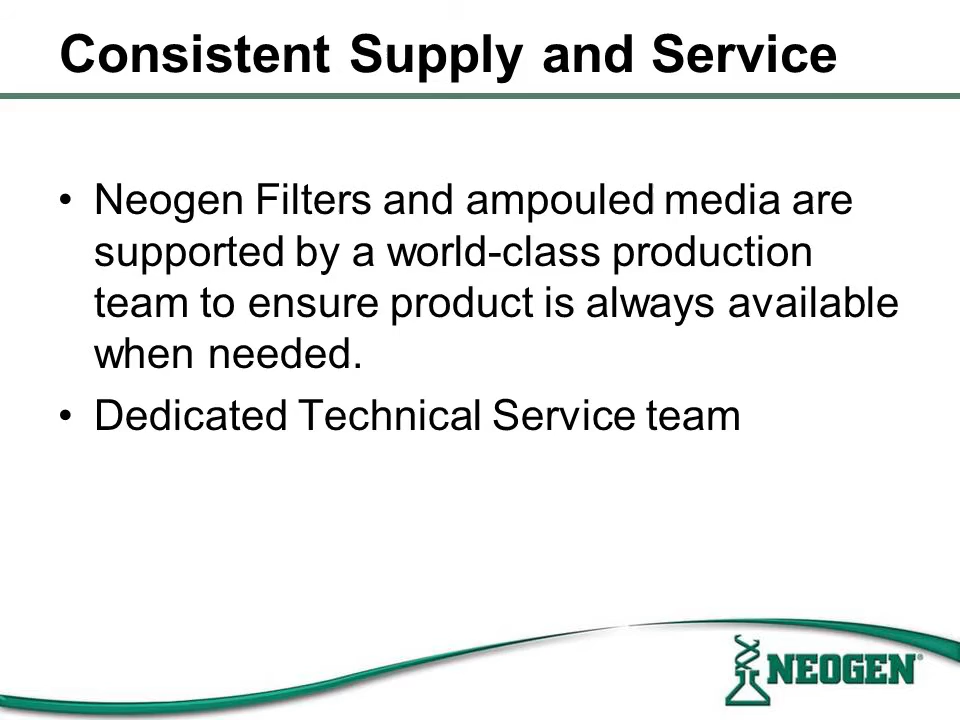 Consistent Supply and Service
• Neogen Filters and ampouled media are
supported by a world-class production
team to ensure product is always available
when needed.
• Dedicated Technical Service team
NEOGEN®